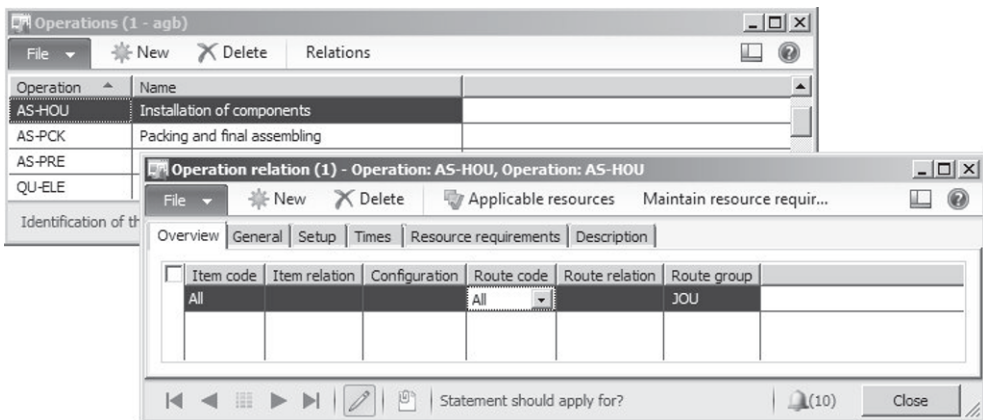 Operations (1 - agb)
File New Delete Relations
Operation Name
AS-HOU Installation of components
AS-PCK Packing and final assembling
AS-PRE
QU-ELE
Identification of th
Operation relation (1) - Operation: AS-HOU, Operation: AS-HOU
File New Delete Applicable resources Maintain resource requir...
Overview General Setup Times Resource requirements Description
Item code Item relation Configuration Route code Route relation Route group
All All JOU
Statement should apply for? (10) Close